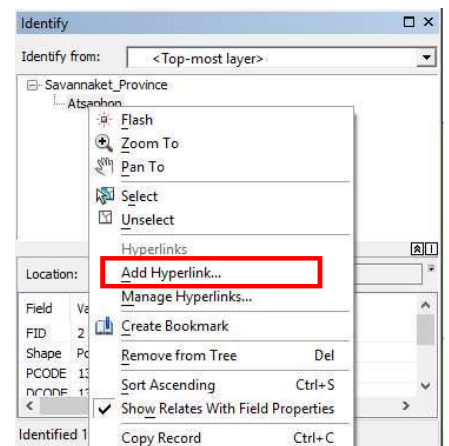 Identify
Identify from: <Top-most layer>
Savannaket_Province
Atsaphon
Flash
Zoom To
Pan To
Select
Unselect
Hyperlinks
Add Hyperlink...
Manage Hyperlinks...
Create Bookmark
Remove from Tree Del
Sort Ascending Ctrl+S
Show Relates With Field Properties
Copy Record Ctrl+C
Location:
Field
FID 2
Shape
PCODE
DCODE
Identified 1